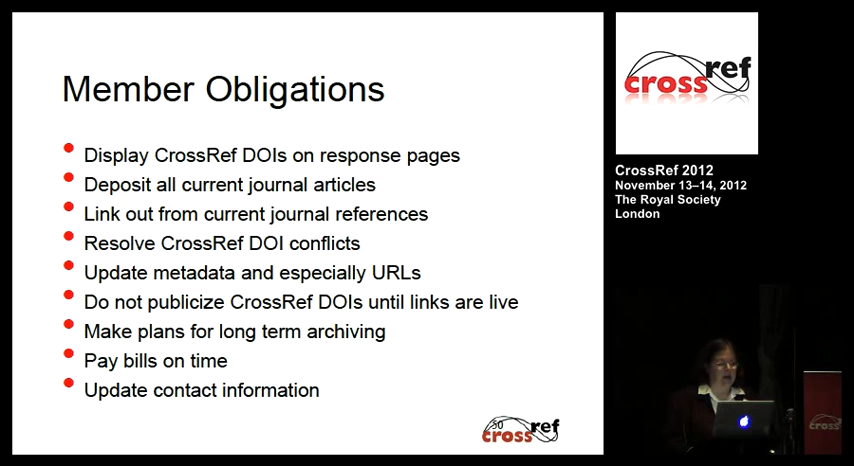 Member Obligations
Display CrossRef DOIs on response pages
Deposit all current journal articles
Link out from current journal references
Resolve CrossRef DOI conflicts
Update metadata and especially URLs
Do not publicize CrossRef DOIs until links are live
Make plans for long term archiving
Pay bills on time
Update contact information
50
crossref
crossref
CrossRef 2012
November 13–14, 2012
The Royal Society
London
cross